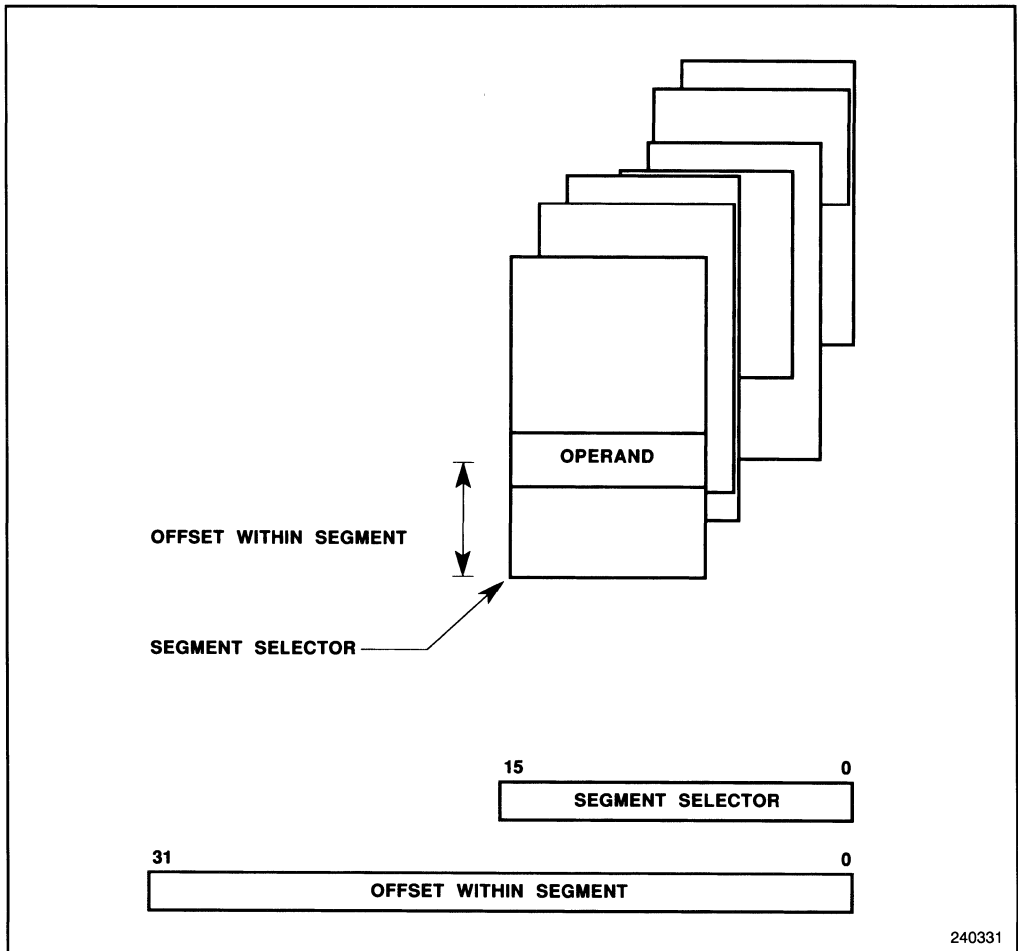 OPERAND
OFFSET WITHIN SEGMENT
SEGMENT SELECTOR
15 0
SEGMENT SELECTOR
31 0
OFFSET WITHIN SEGMENT
240331